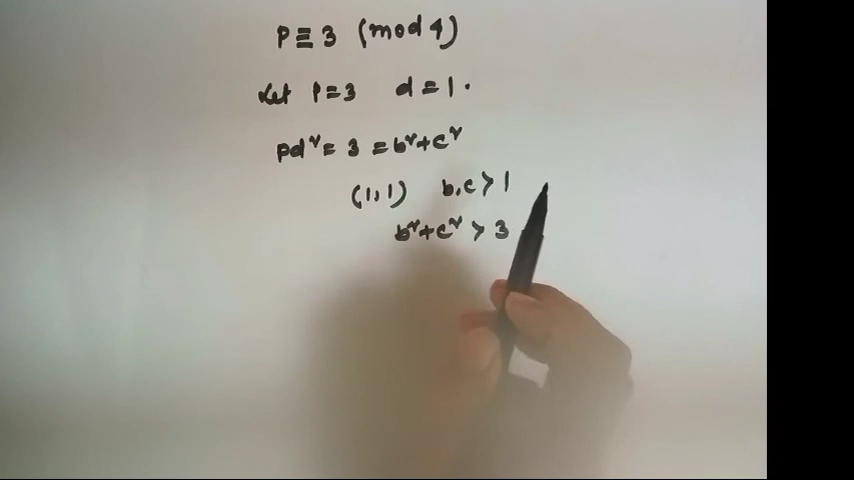 P ≡ 3 (mod 4)
Let P = 3 d = 1.
Pd² = 3 = b² + c²
(1,1) b,c > 1
b² + c² > 3